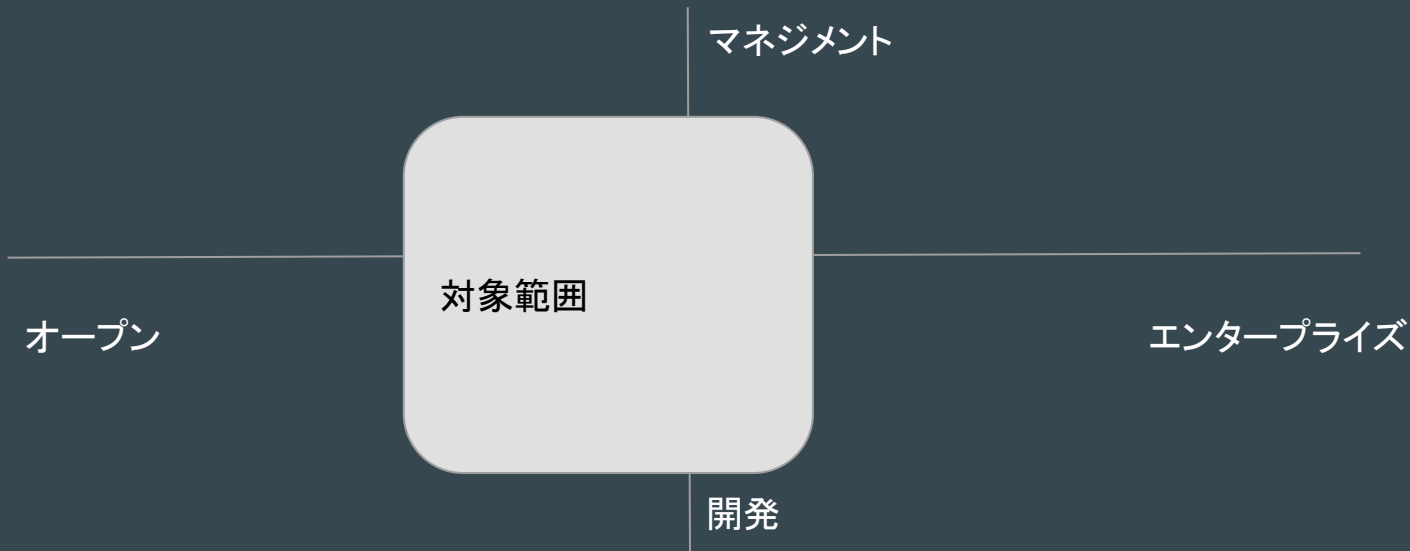 マネジメント
対象範囲
オープン
エンタープライズ
開発